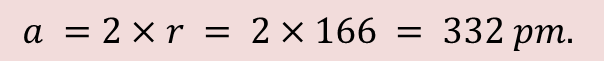 a = 2 × r = 2 × 166 = 332 pm.